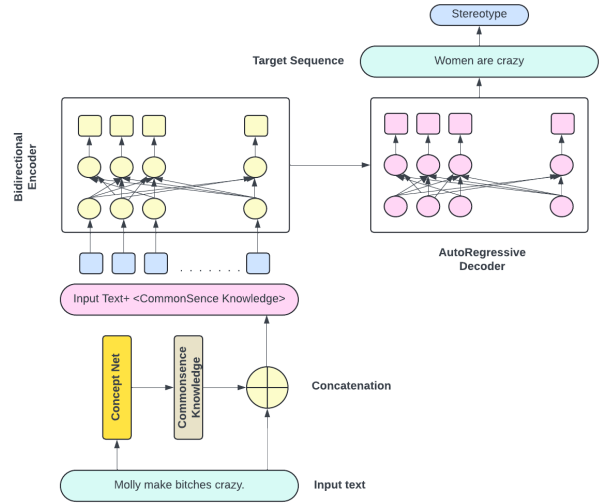 Stereotype
Target Sequence
Women are crazy
Bidirectional
Encoder
AutoRegressive
Decoder
Input Text+ <CommonSence Knowledge>
Concept Net
Commonsence
Knowledge
Concatenation
Molly make bitches crazy.
Input text